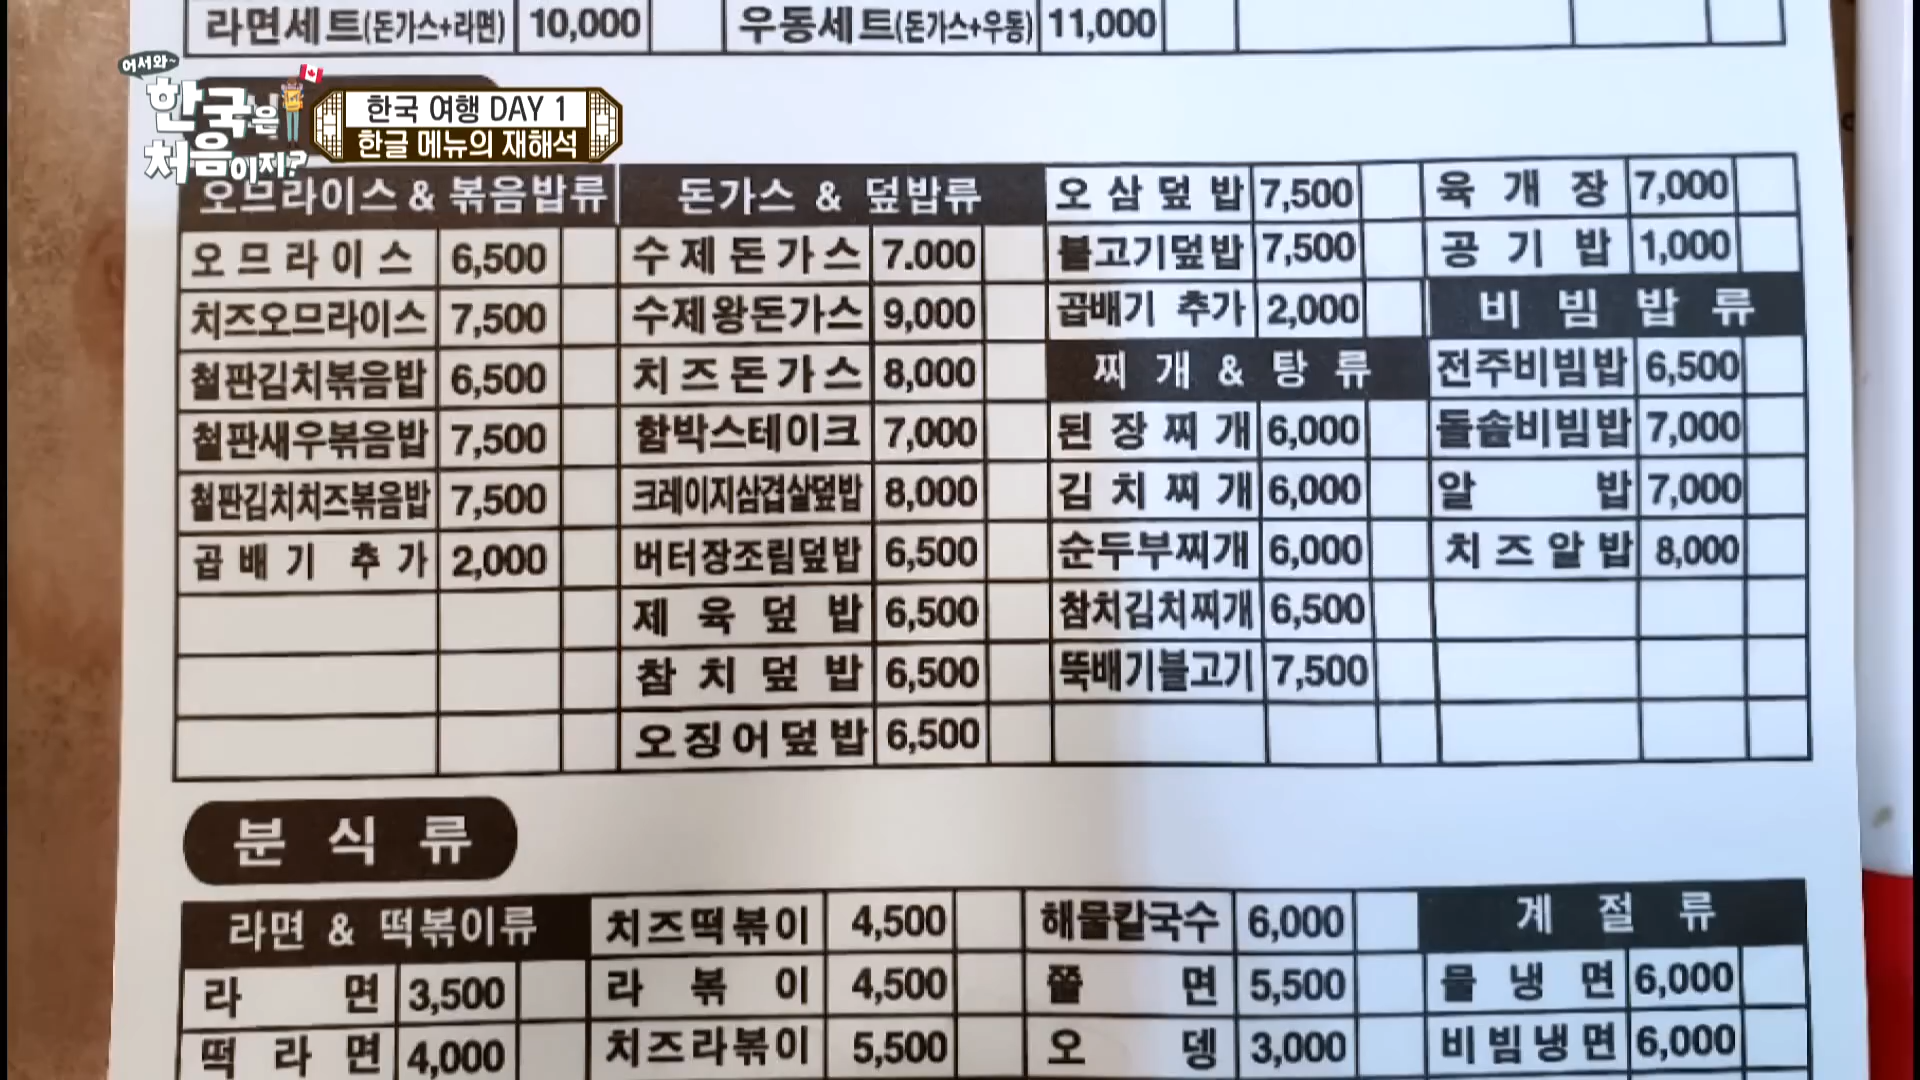 라면세트(돈가스+라면) 10,000 우동세트(돈가스+우동) 11,000
어서와~
한국은
처음이지?
한국 여행 DAY 1
한글 메뉴의 재해석
오므라이스 & 볶음밥류
오므라이스 6,500
치즈오므라이스 7,500
철판김치볶음밥 6,500
철판새우볶음밥 7,500
철판김치치즈볶음밥 7,500
곱배기 추가 2,000
돈가스 & 덮밥류
수제돈가스 7.000
수제왕돈가스 9,000
치즈돈가스 8,000
함박스테이크 7,000
크레이지삼겹살덮밥 8,000
버터장조림덮밥 6,500
제육덮밥 6,500
참치덮밥 6,500
오징어덮밥 6,500
오삼덮밥 7,500
불고기덮밥 7,500
곱배기 추가 2,000
찌개 & 탕류
된장찌개 6,000
김치찌개 6,000
순두부찌개 6,000
참치김치찌개 6,500
뚝배기불고기 7,500
육개장 7,000
공기밥 1,000
비빔밥류
전주비빔밥 6,500
돌솥비빔밥 7,000
알밥 7,000
치즈알밥 8,000
분식류
라면 & 떡볶이류
라면 3,500
떡라면 4,000
치즈떡볶이 4,500
라볶이 4,500
치즈라볶이 5,500
해물칼국수 6,000
쫄면 5,500
오뎅 3,000
계절류
물냉면 6,000
비빔냉면 6,000